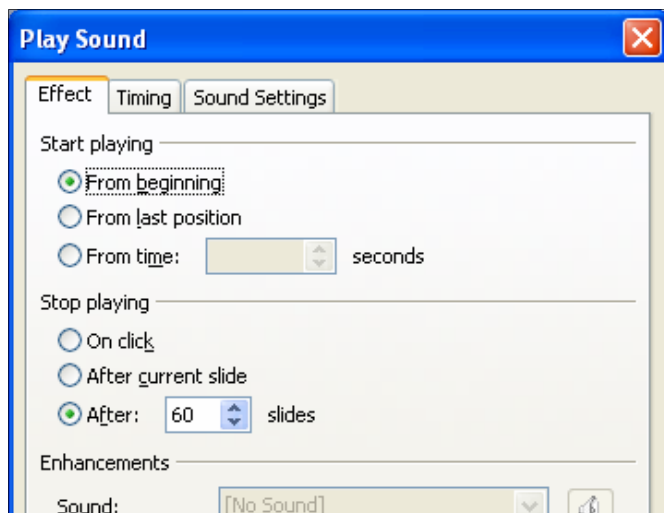 Play Sound
Effect Timing Sound Settings
Start playing
From beginning
From last position
From time: seconds
Stop playing
On click
After current slide
After: 60 slides
Enhancements
Sound: [No Sound]